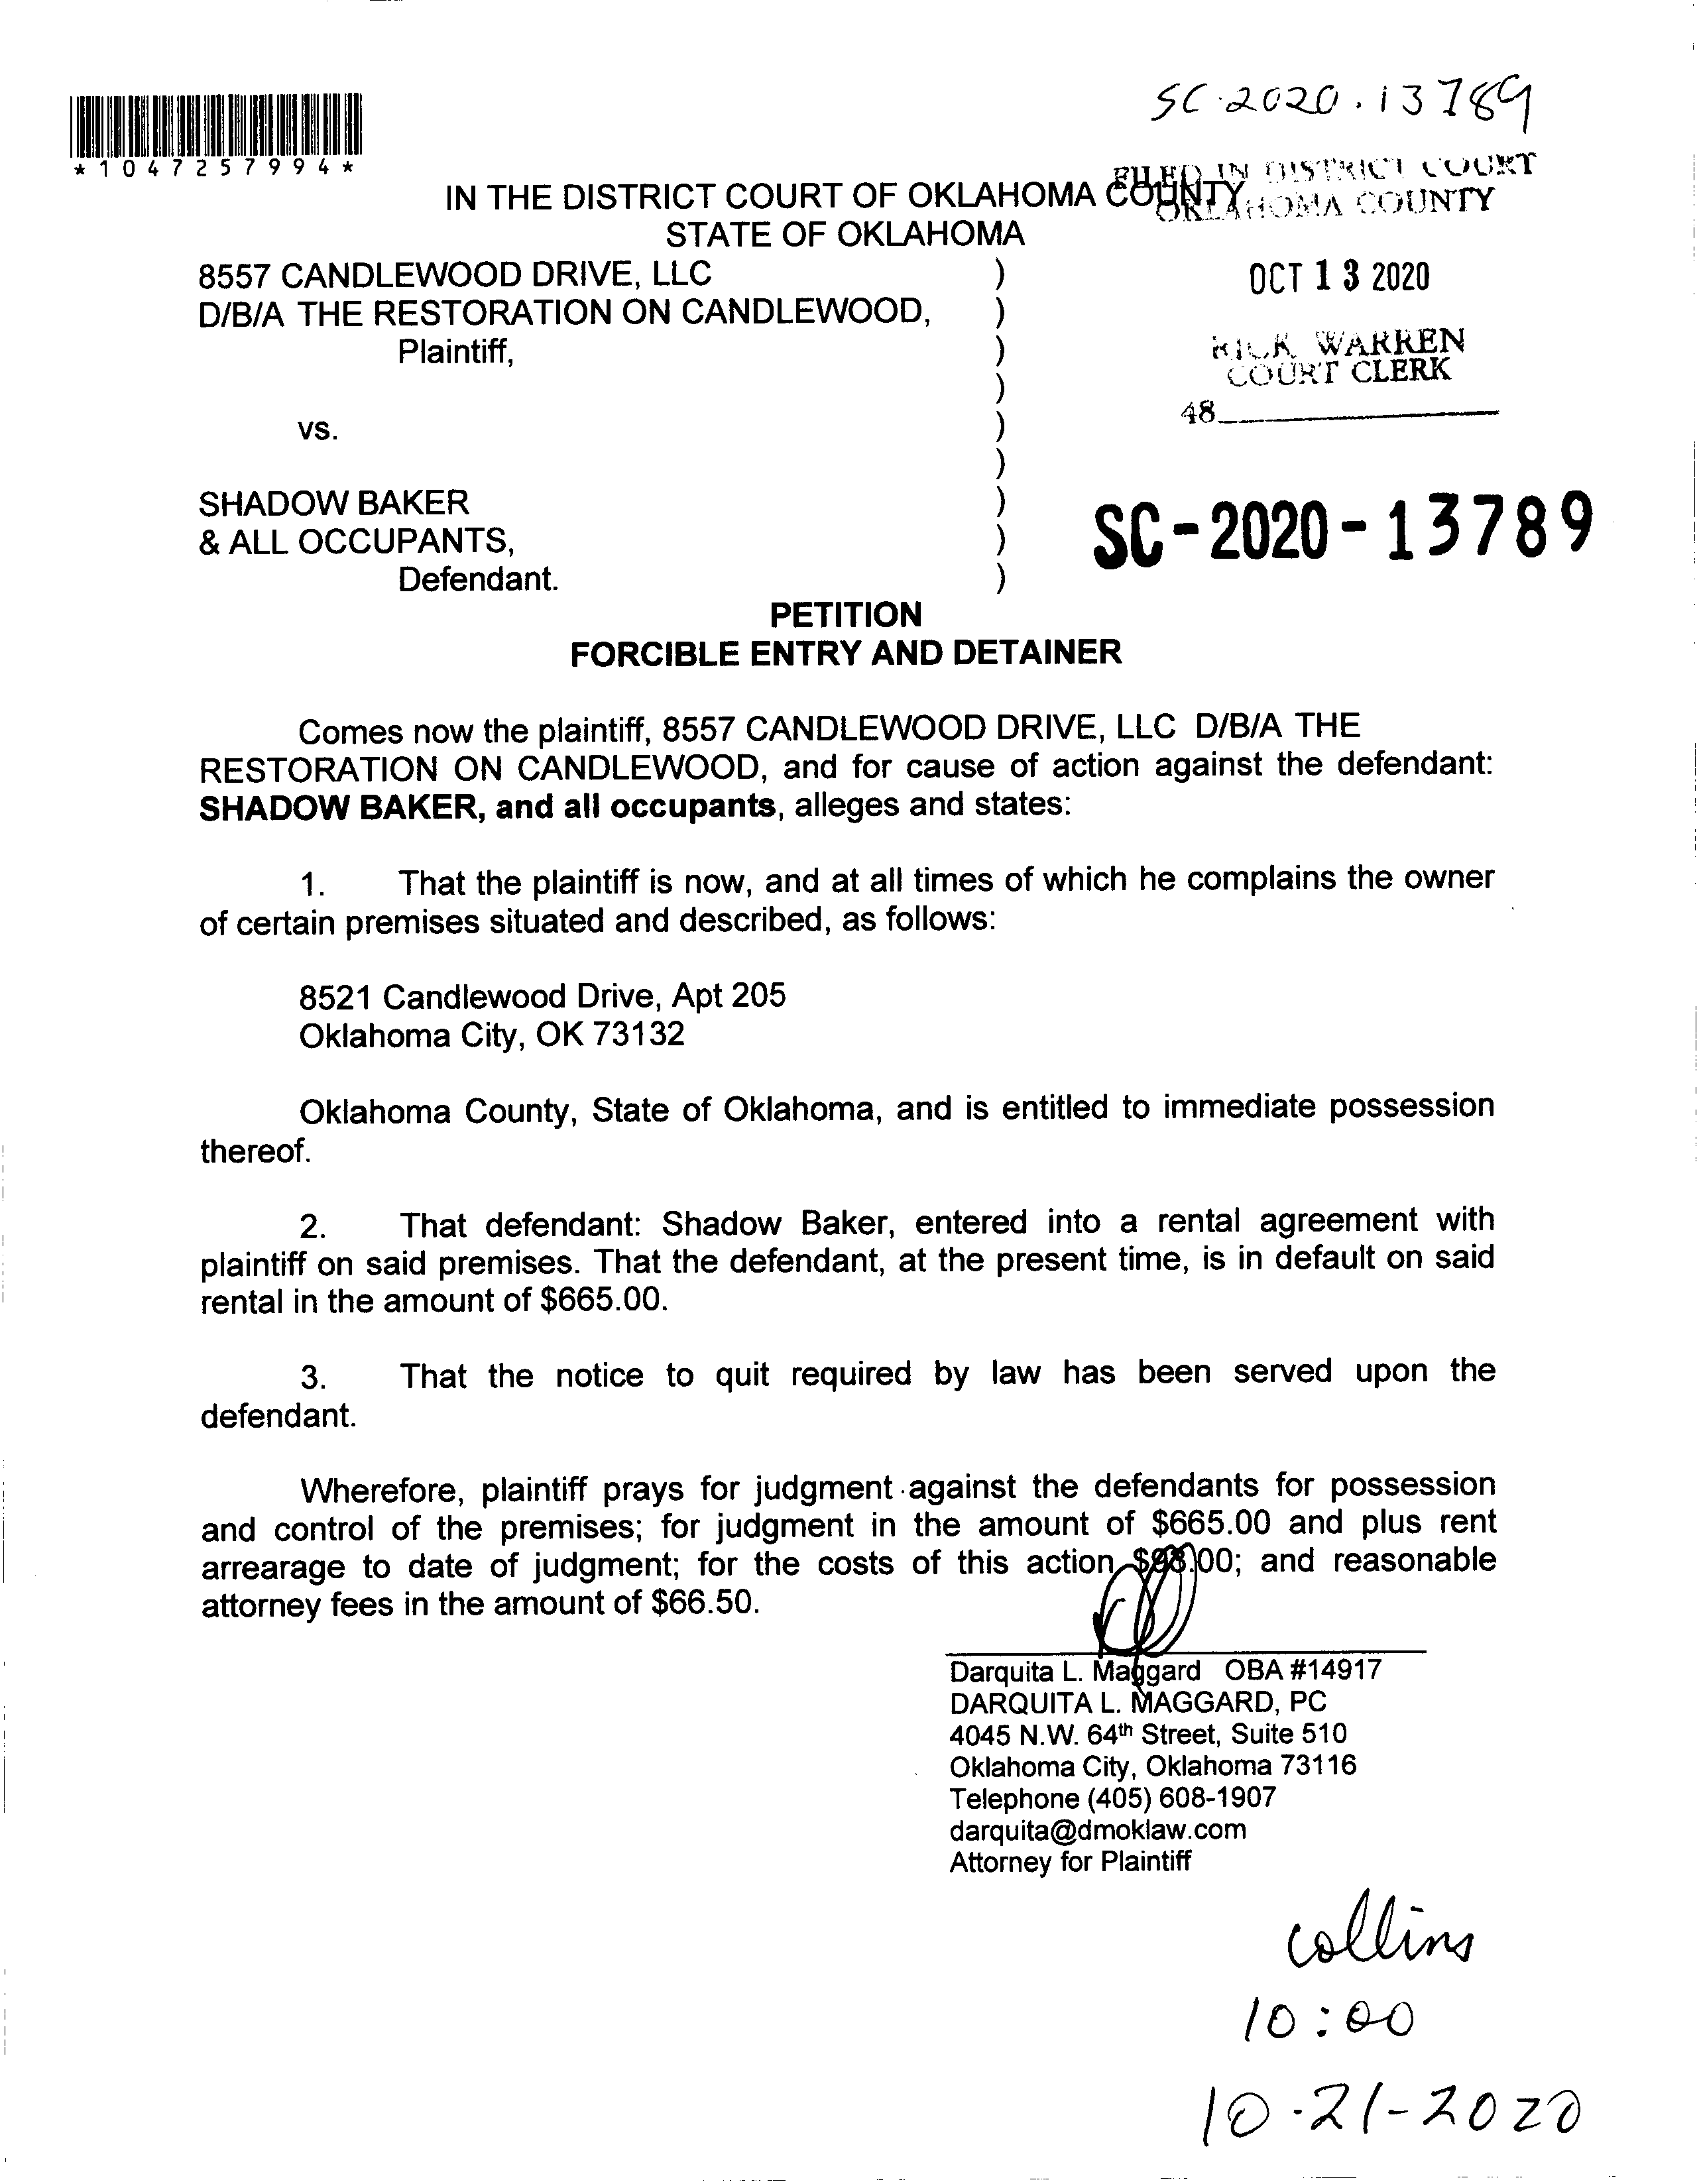 SC-2020-13789
*1047257994*
FILED IN DISTRICT COURT
OKLAHOMA COUNTY
IN THE DISTRICT COURT OF OKLAHOMA COUNTY
STATE OF OKLAHOMA
8557 CANDLEWOOD DRIVE, LLC )
D/B/A THE RESTORATION ON CANDLEWOOD, )
Plaintiff, )
)
vs. )
)
SHADOW BAKER )
& ALL OCCUPANTS, )
Defendant. )
OCT 13 2020
RICK WARREN
COURT CLERK
48
SC-2020-13789
PETITION
FORCIBLE ENTRY AND DETAINER
Comes now the plaintiff, 8557 CANDLEWOOD DRIVE, LLC D/B/A THE
RESTORATION ON CANDLEWOOD, and for cause of action against the defendant:
SHADOW BAKER, and all occupants, alleges and states:
1. That the plaintiff is now, and at all times of which he complains the owner
of certain premises situated and described, as follows:
8521 Candlewood Drive, Apt 205
Oklahoma City, OK 73132
Oklahoma County, State of Oklahoma, and is entitled to immediate possession
thereof.
2. That defendant: Shadow Baker, entered into a rental agreement with
plaintiff on said premises. That the defendant, at the present time, is in default on said
rental in the amount of $665.00.
3. That the notice to quit required by law has been served upon the
defendant.
Wherefore, plaintiff prays for judgment against the defendants for possession
and control of the premises; for judgment in the amount of $665.00 and plus rent
arrearage to date of judgment; for the costs of this action $98.00; and reasonable
attorney fees in the amount of $66.50.
Darquita L. Maggard OBA #14917
DARQUITA L. MAGGARD, PC
4045 N.W. 64th Street, Suite 510
Oklahoma City, Oklahoma 73116
Telephone (405) 608-1907
darquita@dmoklaw.com
Attorney for Plaintiff
collins
10:00
10-21-2020